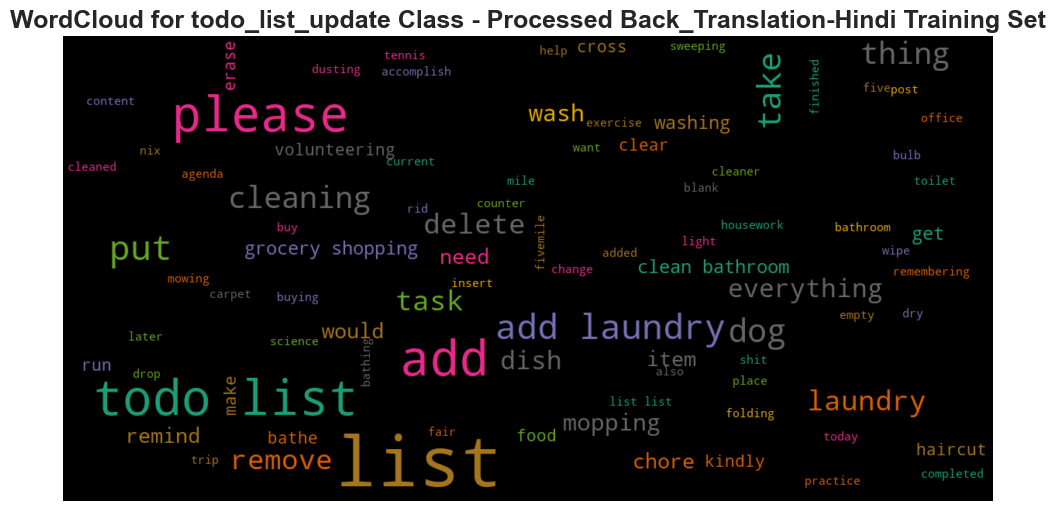 WordCloud for todo_list_update Class - Processed Back_Translation-Hindi Training Set
erase
tennis
help
cross
sweeping
thing
dusting
accomplish
take
finished
content
please
wash
exercise
washing
five
post
office
nix
volunteering
current
want
clear
bulb
cleaned
agenda
mile
cleaner
blank
toilet
cleaning
rid
counter
delete
fivemile
buy
grocery shopping
need
light
housework
bathroom
get
put
added
wipe
mowing
change
clean bathroom
remembering
carpet
buying
insert
task
everything
empty
dry
later
science
would
add laundry
dog
run
drop
bathing
add
dish
item
also
shit
place
todo list
make
list list
folding
laundry
remind
bathe
fair
food
mopping
today
haircut
trip
remove
list
chore
kindly
practice
completed